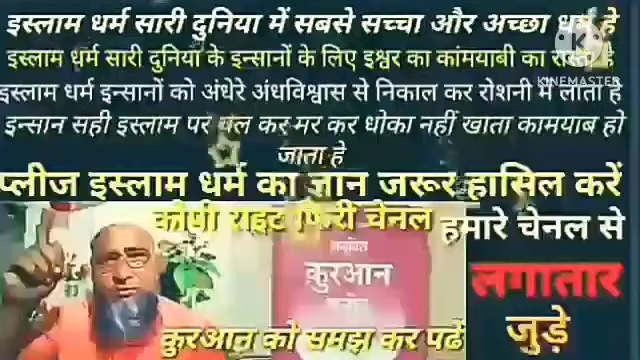 इस्लाम धर्म सारी दुनिया में सबसे सच्चा और अच्छा धर्म हे
इस्लाम धर्म सारी दुनिया के इन्सानों के लिए इश्वर का कांमयाबी का रास्ता हे
KINEMASTER
इस्लाम धर्म इन्सानों को अंधेरे अंधविश्वास से निकाल कर रोशनी में लाता हे
इन्सान सही इस्लाम पर चल कर मर कर धोका नहीं खाता कामयाब हो
जाता हे
प्लीज इस्लाम धर्म का ज्ञान जरूर हासिल करें
कॉपी राइट फिरी चेनल
हमारे चेनल से
क़ुरआन
लगातार
जुड़े
कुरआन को समझ कर पढें